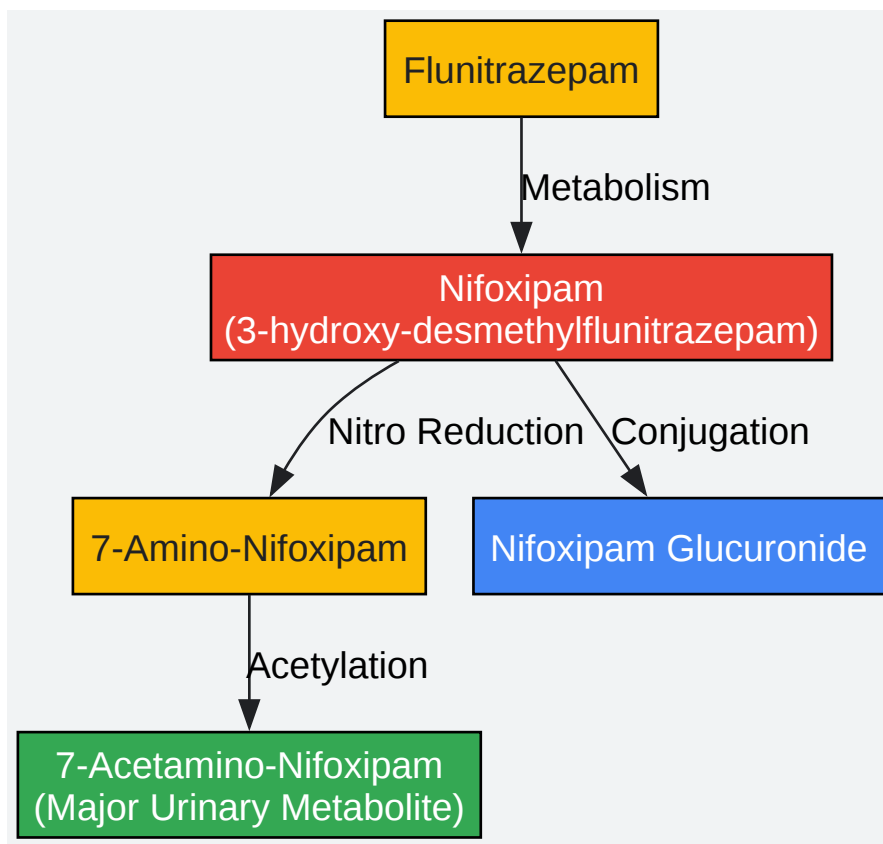 Flunitrazepam
Metabolism
Nifoxipam
(3-hydroxy-desmethylflunitrazepam)
Nitro Reduction
Conjugation
7-Amino-Nifoxipam
Nifoxipam Glucuronide
Acetylation
7-Acetamino-Nifoxipam
(Major Urinary Metabolite)